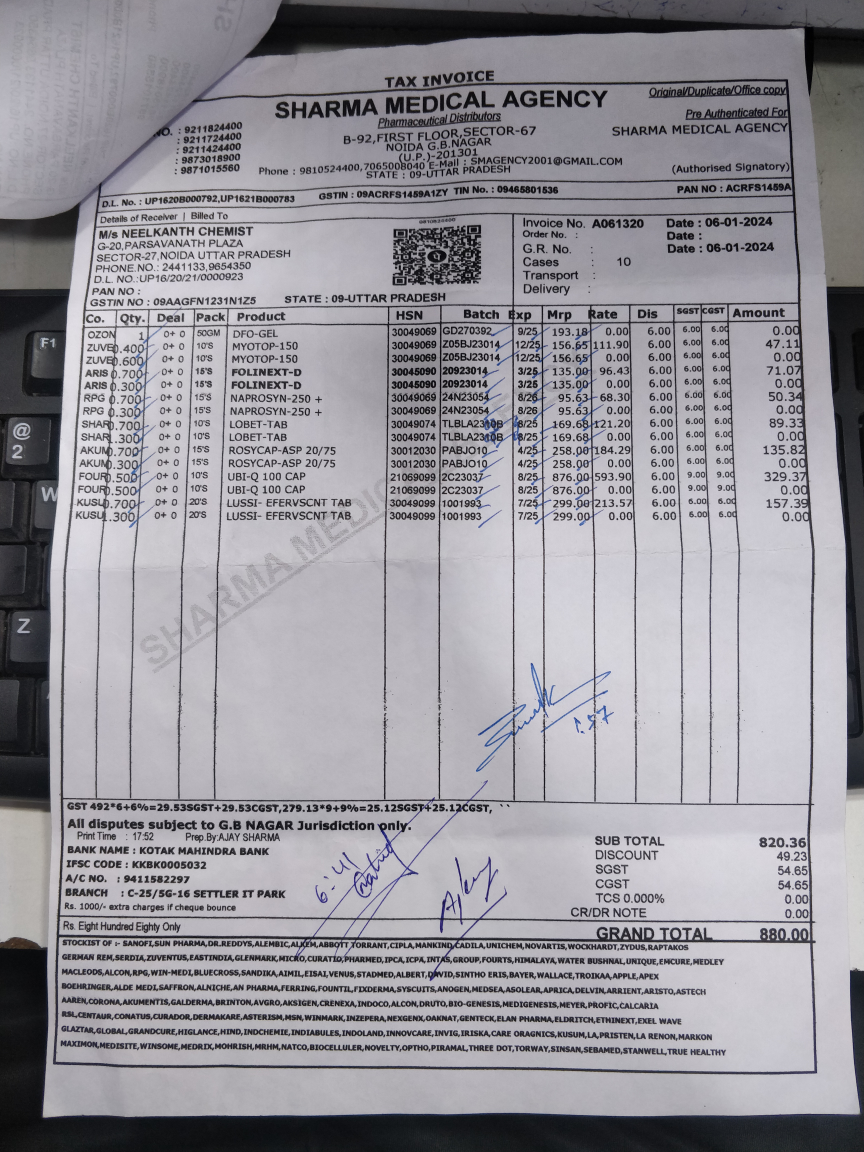 TAX INVOICE
Original/Duplicate/Office copy
SHARMA MEDICAL AGENCY
Pharmaceutical Distributors
Pre Authenticated For
SHARMA MEDICAL AGENCY
(Authorised Signatory)
NO. : 9211824400
: 9211724400
: 9211424400
: 9873018900
: 9871015560
B-92,FIRST FLOOR,SECTOR-67
NOIDA G.B.NAGAR
(U.P.)-201301
Phone : 9810524400,7065008040 E-Mail : SMAGENCY2001@GMAIL.COM
STATE : 09-UTTAR PRADESH
D.L. No. : UP1620B000792,UP1621B000783 GSTIN : 09ACRFS1459A1ZY TIN No. : 09465801536 PAN NO : ACRFS1459A
Details of Receiver | Billed To
M/s NEELKANTH CHEMIST
G-20,PARSAVANATH PLAZA
SECTOR-27,NOIDA UTTAR PRADESH
PHONE.NO.: 2441133,9654350
D.L. NO.:UP16/20/21/0000923
PAN NO :
GSTIN NO : 09AAGFN1231N1Z5 STATE : 09-UTTAR PRADESH
9810524400
Invoice No. A061320 Date : 06-01-2024
Order No. : Date :
G.R. No. : Date : 06-01-2024
Cases : 10
Transport :
Delivery :
Co. Qty. Deal Pack Product HSN Batch Exp Mrp Rate Dis SGST CGST Amount
OZON 1 0+ 0 50GM DFO-GEL 30049069 GD270392 9/25 193.18 0.00 6.00 6.00 6.00 0.00
ZUVE 0.400 0+ 0 10'S MYOTOP-150 30049069 Z05BJ23014 12/25 156.65 111.90 6.00 6.00 6.00 47.11
ZUVE 0.600 0+ 0 10'S MYOTOP-150 30049069 Z05BJ23014 12/25 156.65 0.00 6.00 6.00 6.00 0.00
ARIS 0.700 0+ 0 15'S FOLINEXT-D 30045090 20923014 3/25 135.00 96.43 6.00 6.00 6.00 71.07
ARIS 0.300 0+ 0 15'S FOLINEXT-D 30045090 20923014 3/25 135.00 0.00 6.00 6.00 6.00 0.00
RPG 0.700 0+ 0 15'S NAPROSYN-250 + 30049069 24N23054 8/26 95.63 68.30 6.00 6.00 6.00 50.34
RPG 0.300 0+ 0 15'S NAPROSYN-250 + 30049069 24N23054 8/26 95.63 0.00 6.00 6.00 6.00 0.00
SHAR 0.700 0+ 0 10'S LOBET-TAB 30049074 TLBLA2310B 8/25 169.68 121.20 6.00 6.00 6.00 89.33
SHAR 1.300 0+ 0 10'S LOBET-TAB 30049074 TLBLA2310B 8/25 169.68 0.00 6.00 6.00 6.00 0.00
AKUM 0.700 0+ 0 15'S ROSYCAP-ASP 20/75 30012030 PABJO10 4/25 258.00 184.29 6.00 6.00 6.00 135.82
AKUM 0.300 0+ 0 15'S ROSYCAP-ASP 20/75 30012030 PABJO10 4/25 258.00 0.00 6.00 6.00 6.00 0.00
FOUR 0.500 0+ 0 10'S UBI-Q 100 CAP 21069099 2C23037 8/25 876.00 593.90 6.00 9.00 9.00 329.37
FOUR 0.500 0+ 0 10'S UBI-Q 100 CAP 21069099 2C23037 8/25 876.00 0.00 6.00 9.00 9.00 0.00
KUSU 0.700 0+ 0 20'S LUSSI- EFERVSCNT TAB 30049099 1001993 7/25 299.00 213.57 6.00 6.00 6.00 157.39
KUSU 1.300 0+ 0 20'S LUSSI- EFERVSCNT TAB 30049099 1001993 7/25 299.00 0.00 6.00 6.00 6.00 0.00
GST 492*6+6%=29.53SGST+29.53CGST,279.13*9+9%=25.12SGST+25.12CGST,
All disputes subject to G.B NAGAR Jurisdiction only.
Print Time : 17:52 Prep.By:AJAY SHARMA
BANK NAME : KOTAK MAHINDRA BANK
IFSC CODE : KKBK0005032
A/C NO. : 9411582297
BRANCH : C-25/5G-16 SETTLER IT PARK
Rs. 1000/- extra charges if cheque bounce
6:41
SUB TOTAL 820.36
DISCOUNT 49.23
SGST 54.65
CGST 54.65
TCS 0.000% 0.00
CR/DR NOTE 0.00
Rs. Eight Hundred Eighty Only GRAND TOTAL 880.00
STOCKIST OF :- SANOFI,SUN PHARMA,DR.REDDYS,ALEMBIC,ALKEM,ABBOTT TORRANT,CIPLA,MANKIND,CADILA,UNICHEM,NOVARTIS,WOCKHARDT,ZYDUS,RAPTAKOS
GERMAN REM,SERDIA,ZUVENTUS,EASTINDIA,GLENMARK,MICRO,CURATIO,PHARMED,IPCA,ICPA,INTAS,GROUP,FOURTS,HIMALAYA,WATER BUSHNAL,UNIQUE,EMCURE,MEDLEY
MACLEODS,ALCON,RPG,WIN-MEDI,BLUECROSS,SANDIKA,AIMIL,EISAI,VENUS,STADMED,ALBERT,DAVID,SINTHO ERIS,BAYER,WALLACE,TROIKAA,APPLE,APEX
BOEHRINGER,ALDE MEDI,SAFFRON,ALNICHE,AN PHARMA,FERRING,FOUNTIL,FIXDERMA,SYSCUITS,ANOGEN,MEDSEA,ASOLEAR,APRICA,DELVIN,ARRIENT,ARISTO,ASTECH
AAREN,CORONA,AKUMENTIS,GALDERMA,BRINTON,AVGRO,AKSIGEN,CRENEXA,INDOCO,ALCON,DRUTO,BIO-GENESIS,MEDIGENESIS,MEYER,PROFIC,CALCARIA
RSL,CENTAUR,CONATUS,CURADOR,DERMAKARE,ASTERISM,MSN,WINMARK,INZEPERA,NEXGENX,OAKNAT,GENTECK,ELAN PHARMA,ELDRITCH,ETHINEXT,EXEL WAVE
GLAZTAR,GLOBAL,GRANDCURE,HIGLANCE,HIND,INDCHEMIE,INDIABULES,INDOLAND,INNOVCARE,INVIG,IRISKA,CARE ORAGNICS,KUSUM,LA,PRISTEN,LA RENON,MARKON
MAXIMON,MEDISITE,WINSOME,MEDRIX,MOHRISH,MRHM,NATCO,BIOCELLULER,NOVELTY,OPTHO,PIRAMAL,THREE DOT,TORWAY,SINSAN,SEBAMED,STANWELL,TRUE HEALTHY
F1
@
2
W
Z